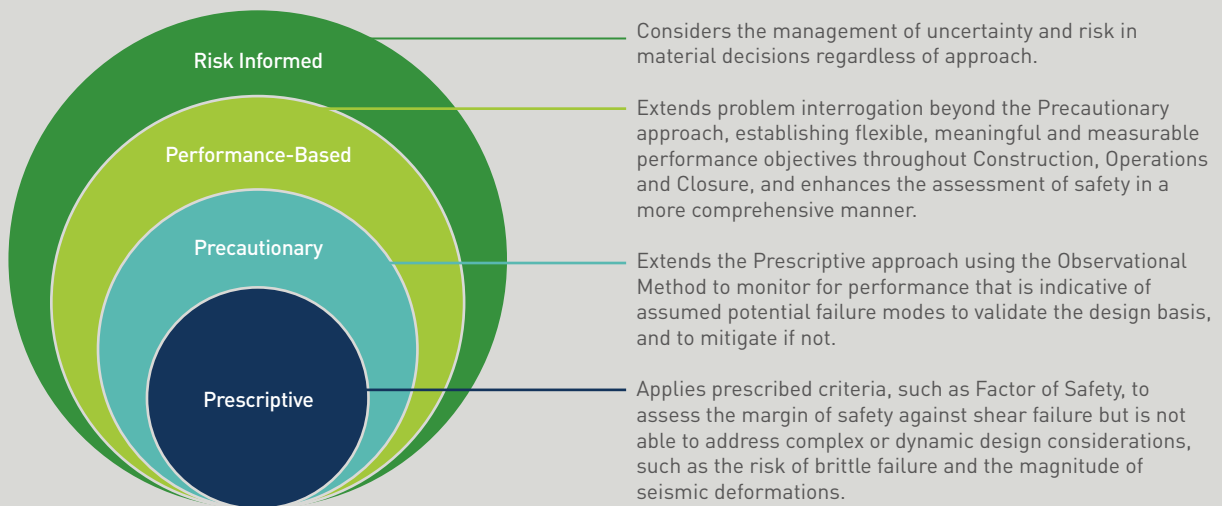 Risk Informed
Considers the management of uncertainty and risk in
material decisions regardless of approach.
Performance-Based
Extends problem interrogation beyond the Precautionary
approach, establishing flexible, meaningful and measurable
performance objectives throughout Construction, Operations
and Closure, and enhances the assessment of safety in a
more comprehensive manner.
Precautionary
Extends the Prescriptive approach using the Observational
Method to monitor for performance that is indicative of
assumed potential failure modes to validate the design basis,
and to mitigate if not.
Prescriptive
Applies prescribed criteria, such as Factor of Safety, to
assess the margin of safety against shear failure but is not
able to address complex or dynamic design considerations,
such as the risk of brittle failure and the magnitude of
seismic deformations.